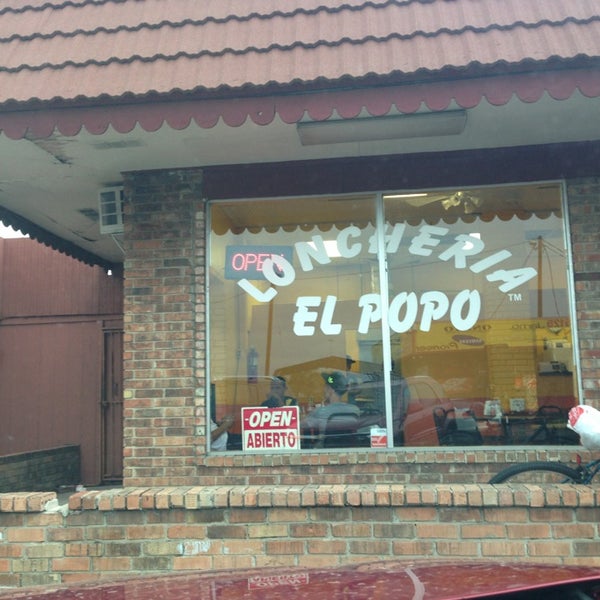 LONCHERIA
EL POPO
TM
OPEN
-OPEN-
ABIERTO